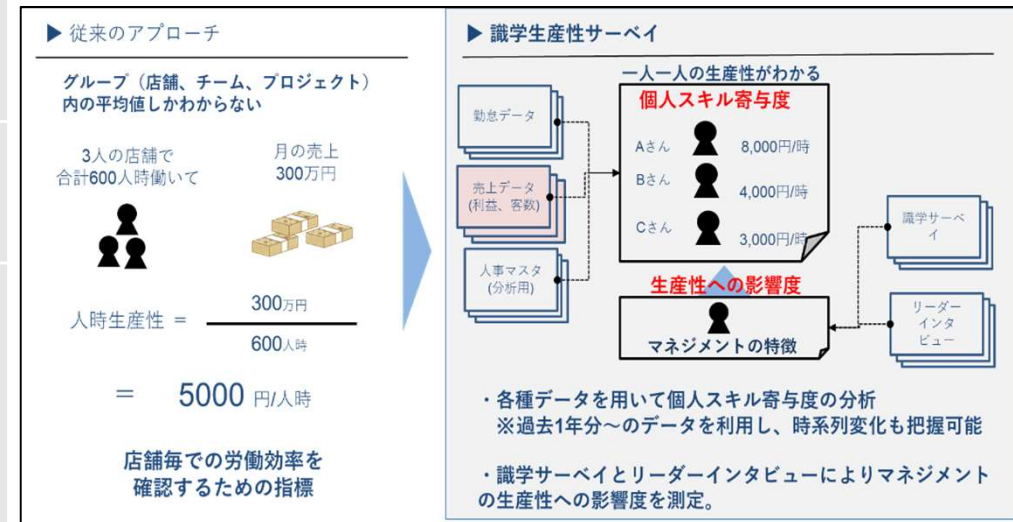 ▶ 従来のアプローチ
グループ（店舗、チーム、プロジェクト）
内の平均値しかわからない
3人の店舗で
合計600人時働いて
月の売上
300万円
人時生産性 =
300万円
600人時
= 5000 円/人時
店舗毎での労働効率を
確認するための指標
▶ 識学生産性サーベイ
一人一人の生産性がわかる
勤怠データ
売上データ
(利益、客数)
人事マスタ
(分析用)
個人スキル寄与度
Aさん 8,000円/時
Bさん 4,000円/時
Cさん 3,000円/時
生産性への影響度
マネジメントの特徴
識学サーベ
イ
リーダー
インタ
ビュー
・各種データを用いて個人スキル寄与度の分析
※過去1年分～のデータを利用し、時系列変化も把握可能
・識学サーベイとリーダーインタビューによりマネジメント
の生産性への影響度を測定。